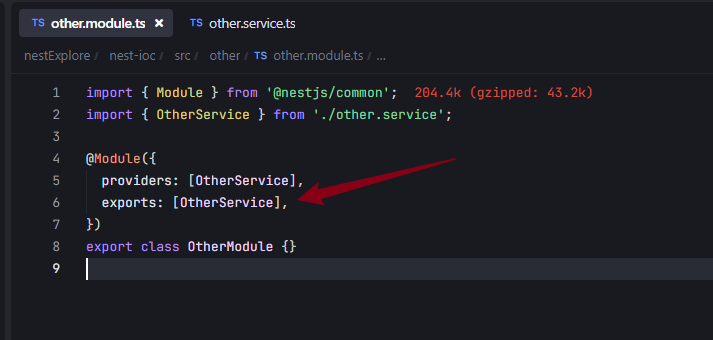 TS other.module.ts × TS other.service.ts
nestExplore / nest-ioc / src / other / TS other.module.ts / ...
1 import { Module } from '@nestjs/common'; 204.4k (gzipped: 43.2k)
2 import { OtherService } from './other.service';
3
4 @Module({
5 providers: [OtherService],
6 exports: [OtherService],
7 })
8 export class OtherModule {}
9